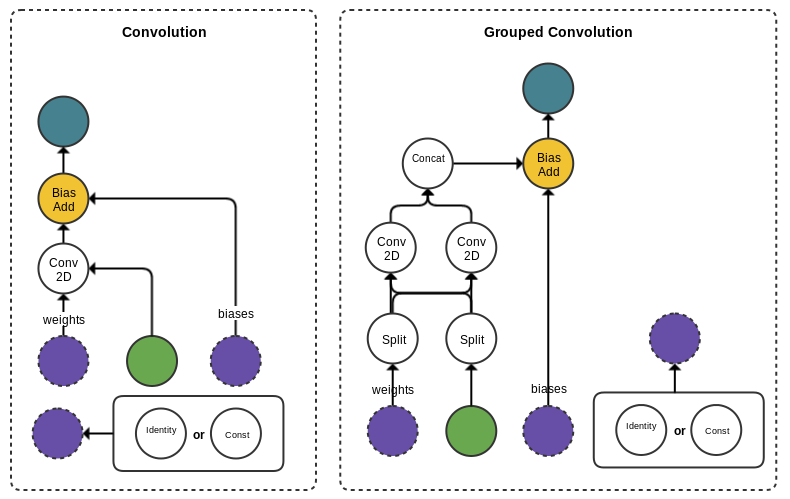 Convolution
Bias
Add
Conv
2D
weights
biases
Identity
or
Const
Grouped Convolution
Concat
Bias
Add
Conv
2D
Conv
2D
Split
Split
weights
biases
Identity
or
Const